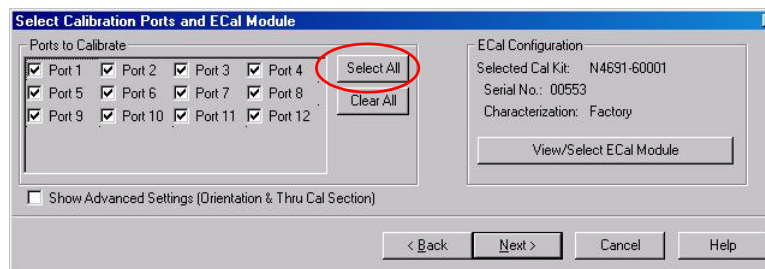 Select Calibration Ports and ECal Module
Ports to Calibrate
Port 1 Port 2 Port 3 Port 4
Port 5 Port 6 Port 7 Port 8
Port 9 Port 10 Port 11 Port 12
Select All
Clear All
ECal Configuration
Selected Cal Kit: N4691-60001
Serial No.: 00553
Characterization: Factory
View/Select ECal Module
Show Advanced Settings (Orientation & Thru Cal Section)
< Back Next > Cancel Help